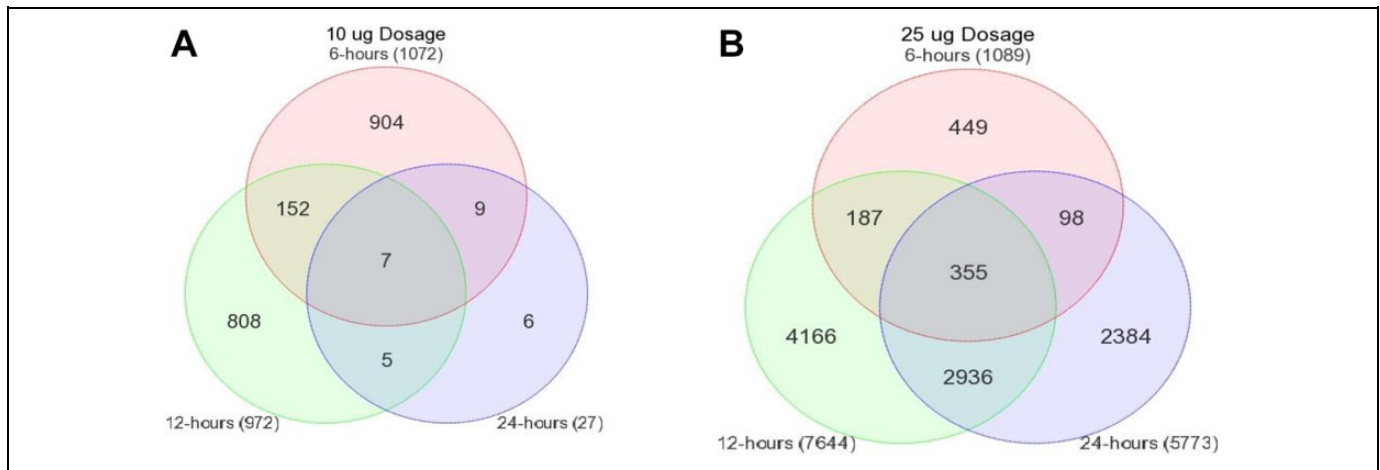 A
10 ug Dosage
6-hours (1072)
904
152
9
7
808
6
5
12-hours (972)
24-hours (27)
B
25 ug Dosage
6-hours (1089)
449
187
98
355
4166
2384
2936
12-hours (7644)
24-hours (5773)